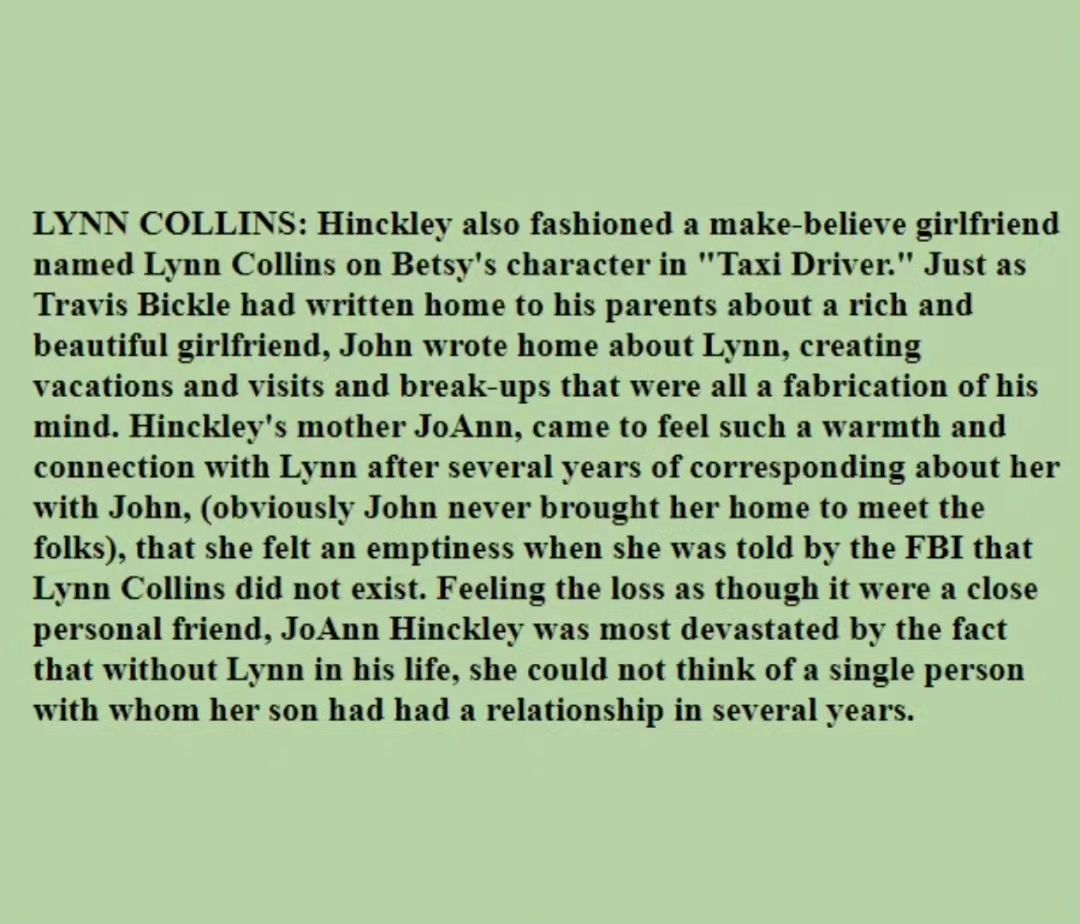 LYNN COLLINS: Hinckley also fashioned a make-believe girlfriend
named Lynn Collins on Betsy's character in "Taxi Driver." Just as
Travis Bickle had written home to his parents about a rich and
beautiful girlfriend, John wrote home about Lynn, creating
vacations and visits and break-ups that were all a fabrication of his
mind. Hinckley's mother JoAnn, came to feel such a warmth and
connection with Lynn after several years of corresponding about her
with John, (obviously John never brought her home to meet the
folks), that she felt an emptiness when she was told by the FBI that
Lynn Collins did not exist. Feeling the loss as though it were a close
personal friend, JoAnn Hinckley was most devastated by the fact
that without Lynn in his life, she could not think of a single person
with whom her son had had a relationship in several years.